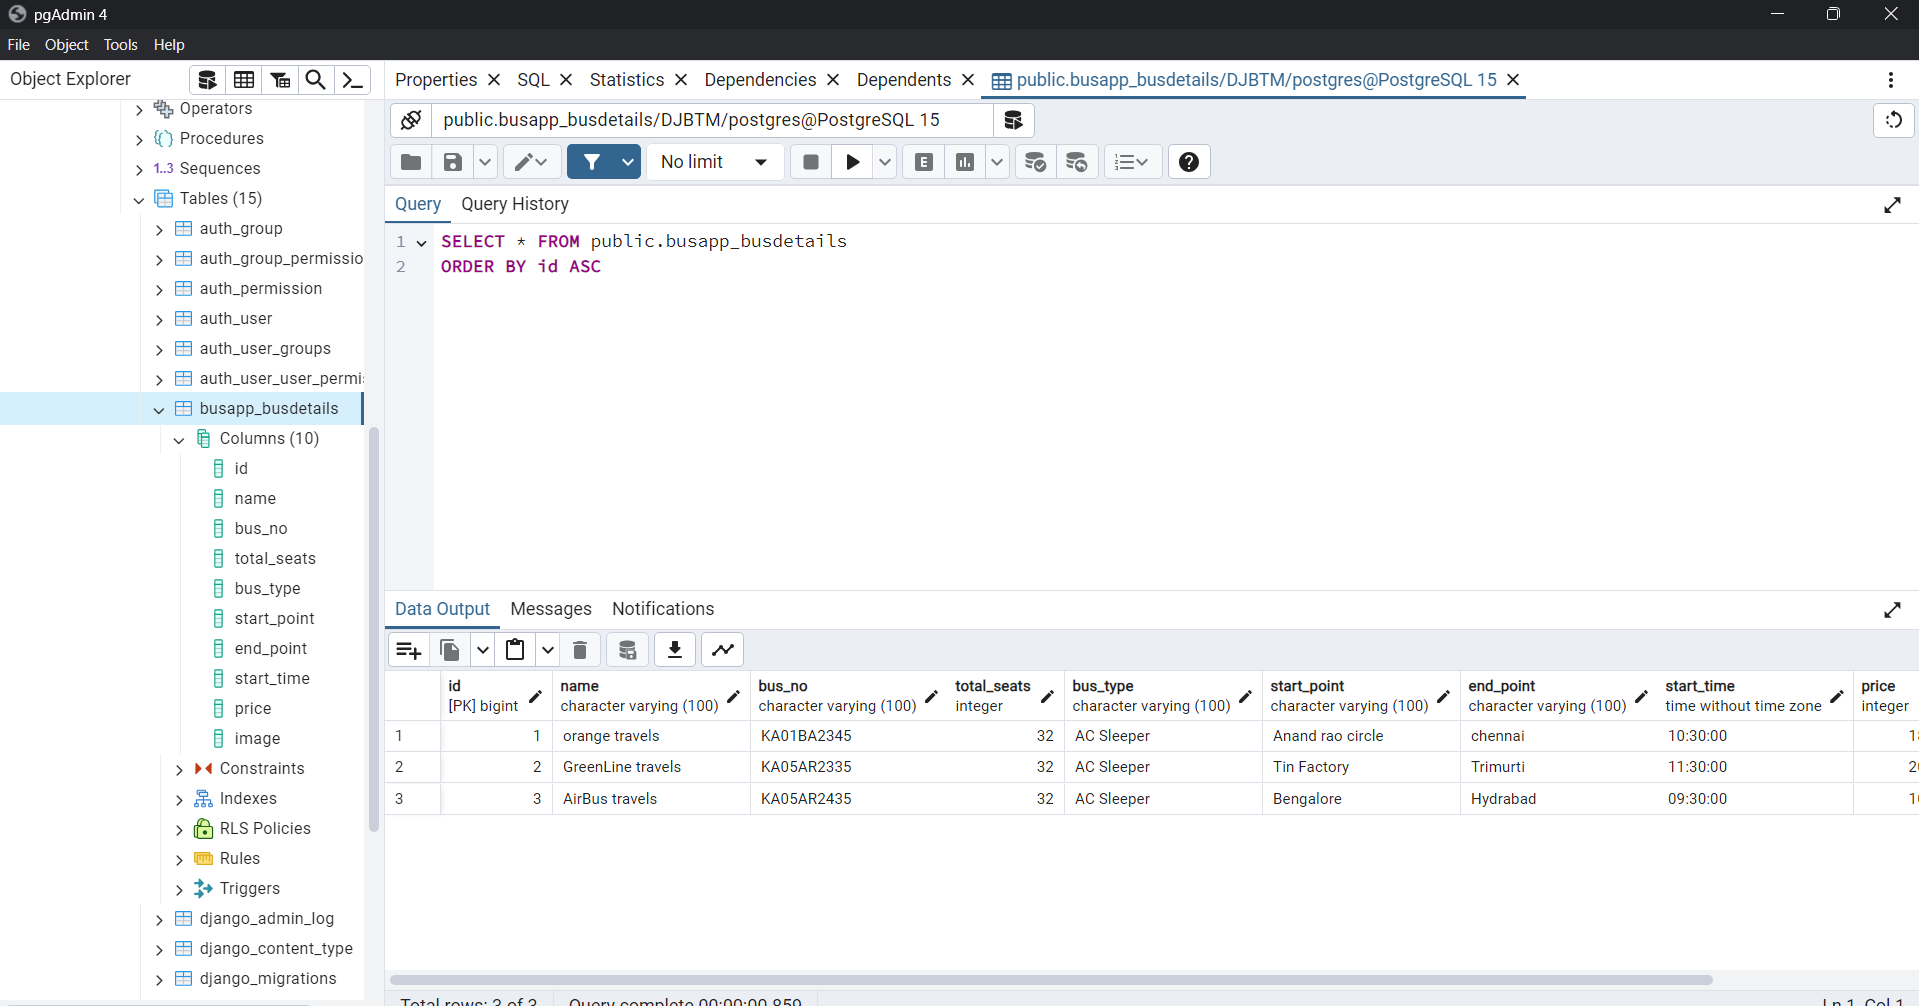 pgAdmin 4
File Object Tools Help
Object Explorer
Properties SQL Statistics Dependencies Dependents public.busapp_busdetails/DJBTM/postgres@PostgreSQL 15
Operators
Procedures
1..3 Sequences
Tables (15)
auth_group
auth_group_permissio
auth_permission
auth_user
auth_user_groups
auth_user_user_permi
busapp_busdetails
Columns (10)
id
name
bus_no
total_seats
bus_type
start_point
end_point
start_time
price
image
Constraints
Indexes
RLS Policies
Rules
Triggers
django_admin_log
django_content_type
django_migrations
public.busapp_busdetails/DJBTM/postgres@PostgreSQL 15
No limit
E
Query Query History
1 SELECT * FROM public.busapp_busdetails
2 ORDER BY id ASC
Data Output Messages Notifications
id name bus_no total_seats bus_type start_point end_point start_time price
[PK] bigint character varying (100) character varying (100) integer character varying (100) character varying (100) character varying (100) time without time zone integer
1 1 orange travels KA01BA2345 32 AC Sleeper Anand rao circle chennai 10:30:00
2 2 GreenLine travels KA05AR2335 32 AC Sleeper Tin Factory Trimurti 11:30:00
3 3 AirBus travels KA05AR2435 32 AC Sleeper Bengalore Hydrabad 09:30:00
Total rows: 3 of 3 Query complete 00:00:00.859 Ln 1, Col 1